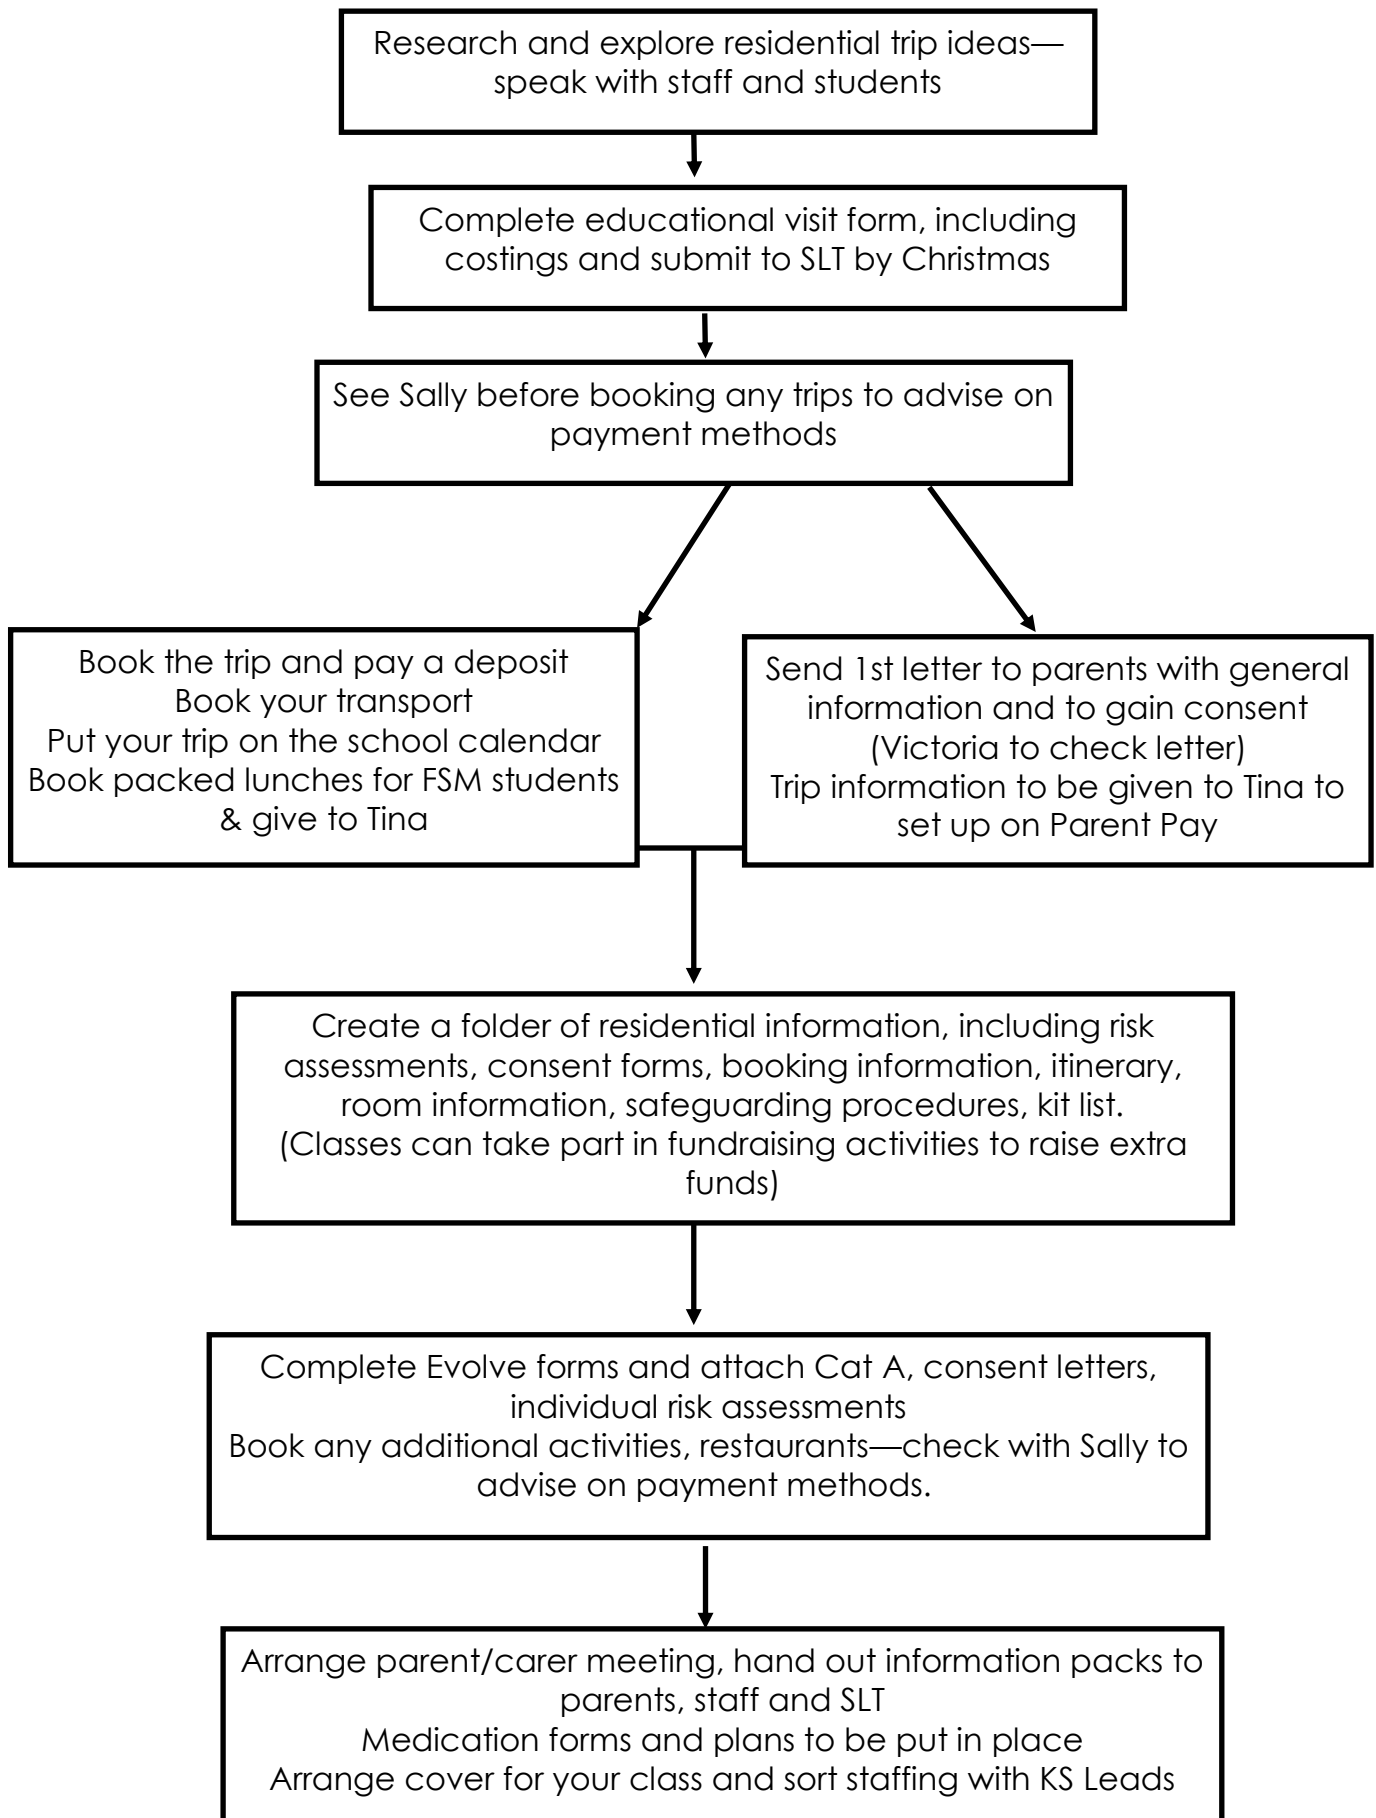 Research and explore residential trip ideas—
speak with staff and students
Complete educational visit form, including
costings and submit to SLT by Christmas
See Sally before booking any trips to advise on
payment methods
Book the trip and pay a deposit
Book your transport
Put your trip on the school calendar
Book packed lunches for FSM students
& give to Tina
Send 1st letter to parents with general
information and to gain consent
(Victoria to check letter)
Trip information to be given to Tina to
set up on Parent Pay
Create a folder of residential information, including risk
assessments, consent forms, booking information, itinerary,
room information, safeguarding procedures, kit list.
(Classes can take part in fundraising activities to raise extra
funds)
Complete Evolve forms and attach Cat A, consent letters,
individual risk assessments
Book any additional activities, restaurants—check with Sally to
advise on payment methods.
Arrange parent/carer meeting, hand out information packs to
parents, staff and SLT
Medication forms and plans to be put in place
Arrange cover for your class and sort staffing with KS Leads